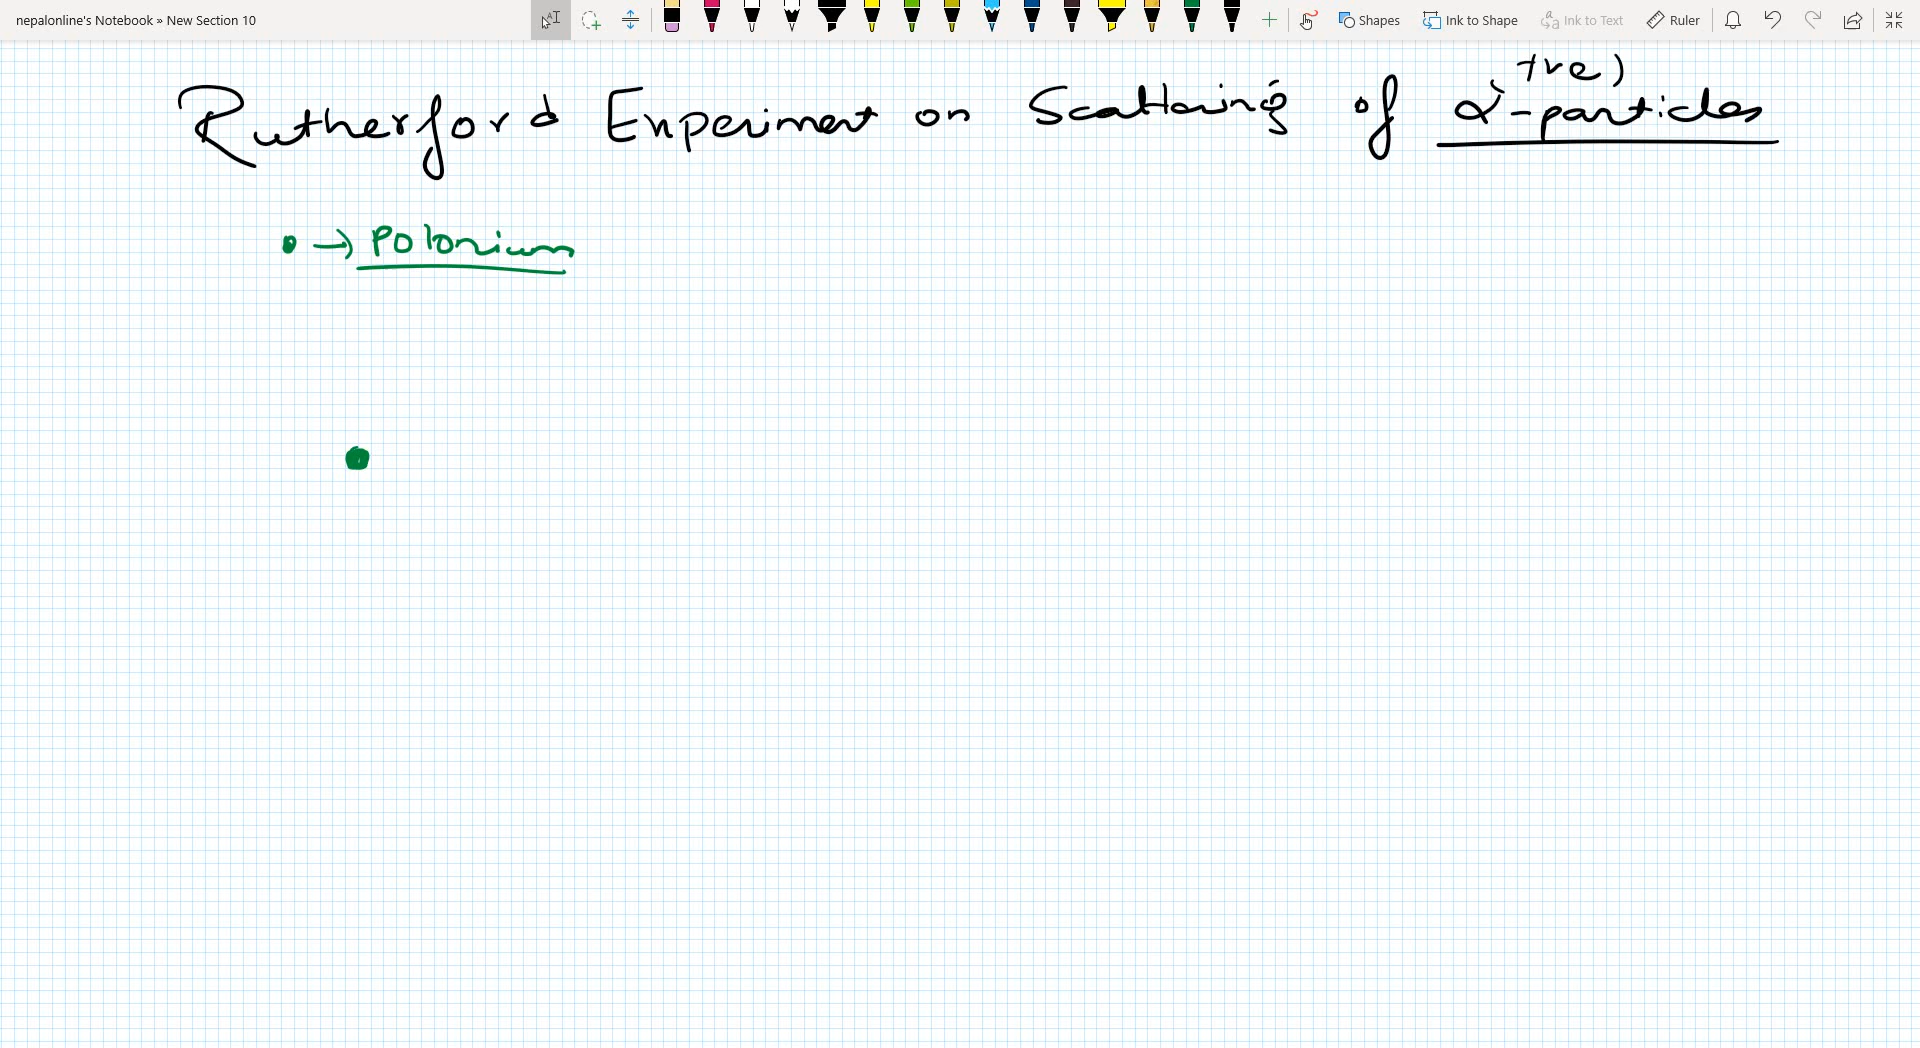 nepalonline's Notebook » New Section 10
Shapes
Ink to Shape
Ink to Text
Ruler
+ve)
Rutherford Experiment on Scattering of α-particles
• → Polonium